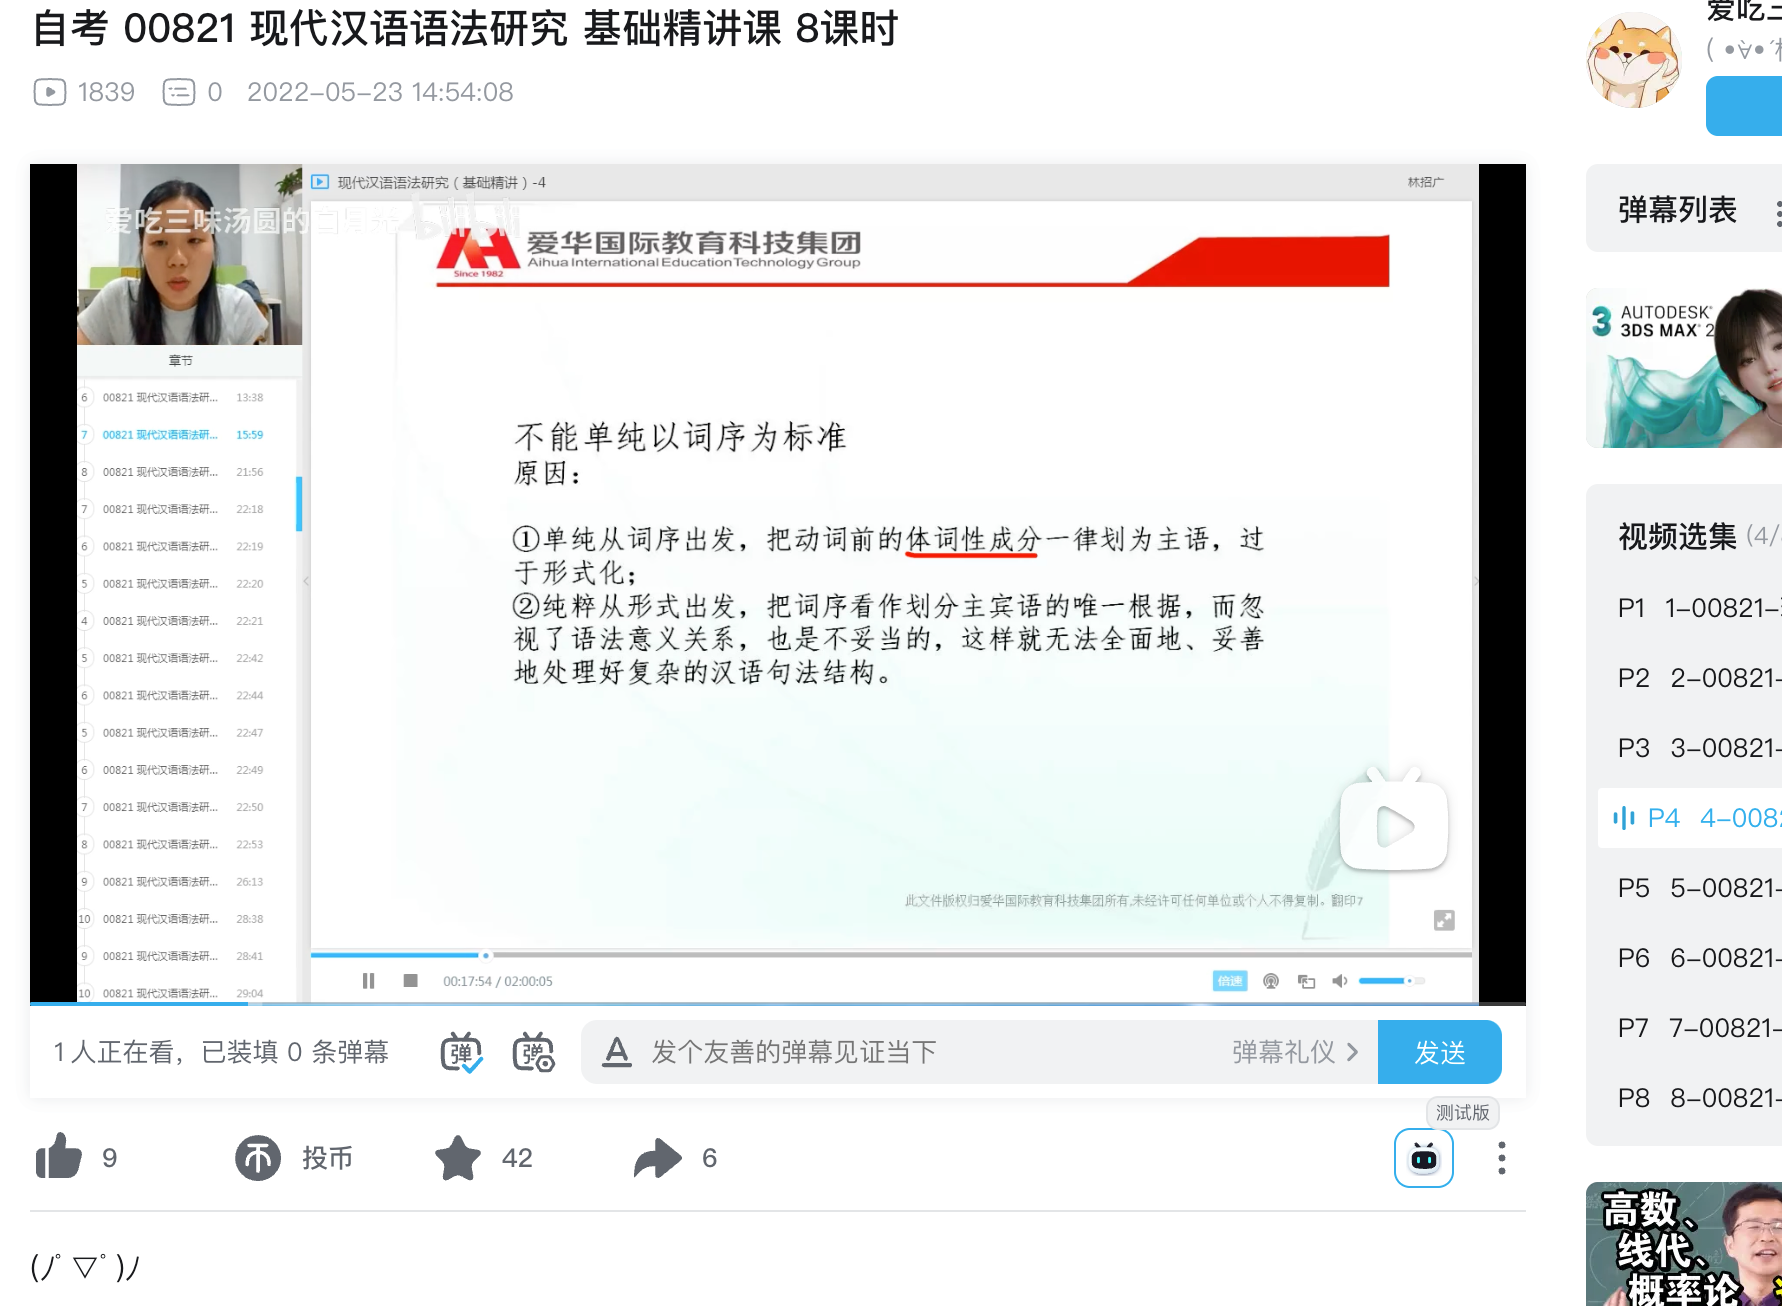 自考 00821 现代汉语语法研究 基础精讲课 8课时
1839 0 2022-05-23 14:54:08
现代汉语语法研究（基础精讲）-4
林招广
爱吃三味汤圆的
bilibili
爱华国际教育科技集团
Aihua International Education Technology Group
Since 1982
章节
6 00821 现代汉语语法研... 13:38
7 00821 现代汉语语法研... 15:59
8 00821 现代汉语语法研... 21:56
7 00821 现代汉语语法研... 22:18
6 00821 现代汉语语法研... 22:19
5 00821 现代汉语语法研... 22:20
4 00821 现代汉语语法研... 22:21
5 00821 现代汉语语法研... 22:42
6 00821 现代汉语语法研... 22:44
5 00821 现代汉语语法研... 22:47
6 00821 现代汉语语法研... 22:49
7 00821 现代汉语语法研... 22:50
8 00821 现代汉语语法研... 22:53
9 00821 现代汉语语法研... 26:13
10 00821 现代汉语语法研... 28:38
9 00821 现代汉语语法研... 28:41
10 00821 现代汉语语法研... 29:04
不能单纯以词序为标准
原因：
①单纯从词序出发，把动词前的体词性成分一律划为主语，过
于形式化；
②纯粹从形式出发，把词序看作划分主宾语的唯一根据，而忽
视了语法意义关系，也是不妥当的，这样就无法全面地、妥善
地处理好复杂的汉语句法结构。
此文件版权归爱华国际教育科技集团所有,未经许可任何单位或个人不得复制。翻印7
00:17:54 / 02:00:05
倍速
1人正在看，已装填 0 条弹幕
弹 弹
A 发个友善的弹幕见证当下
弹幕礼仪 >
发送
测试版
9 投币 42 6
(ﾉﾟ▽ﾟ)ﾉ
爱吃三
弹幕列表
3 AUTODESK
3DS MAX 2
视频选集 (4/
P1 1-00821-
P2 2-00821-
P3 3-00821-
P4 4-0082
P5 5-00821-
P6 6-00821-
P7 7-00821-
P8 8-00821-
高数、
线代、
概率论